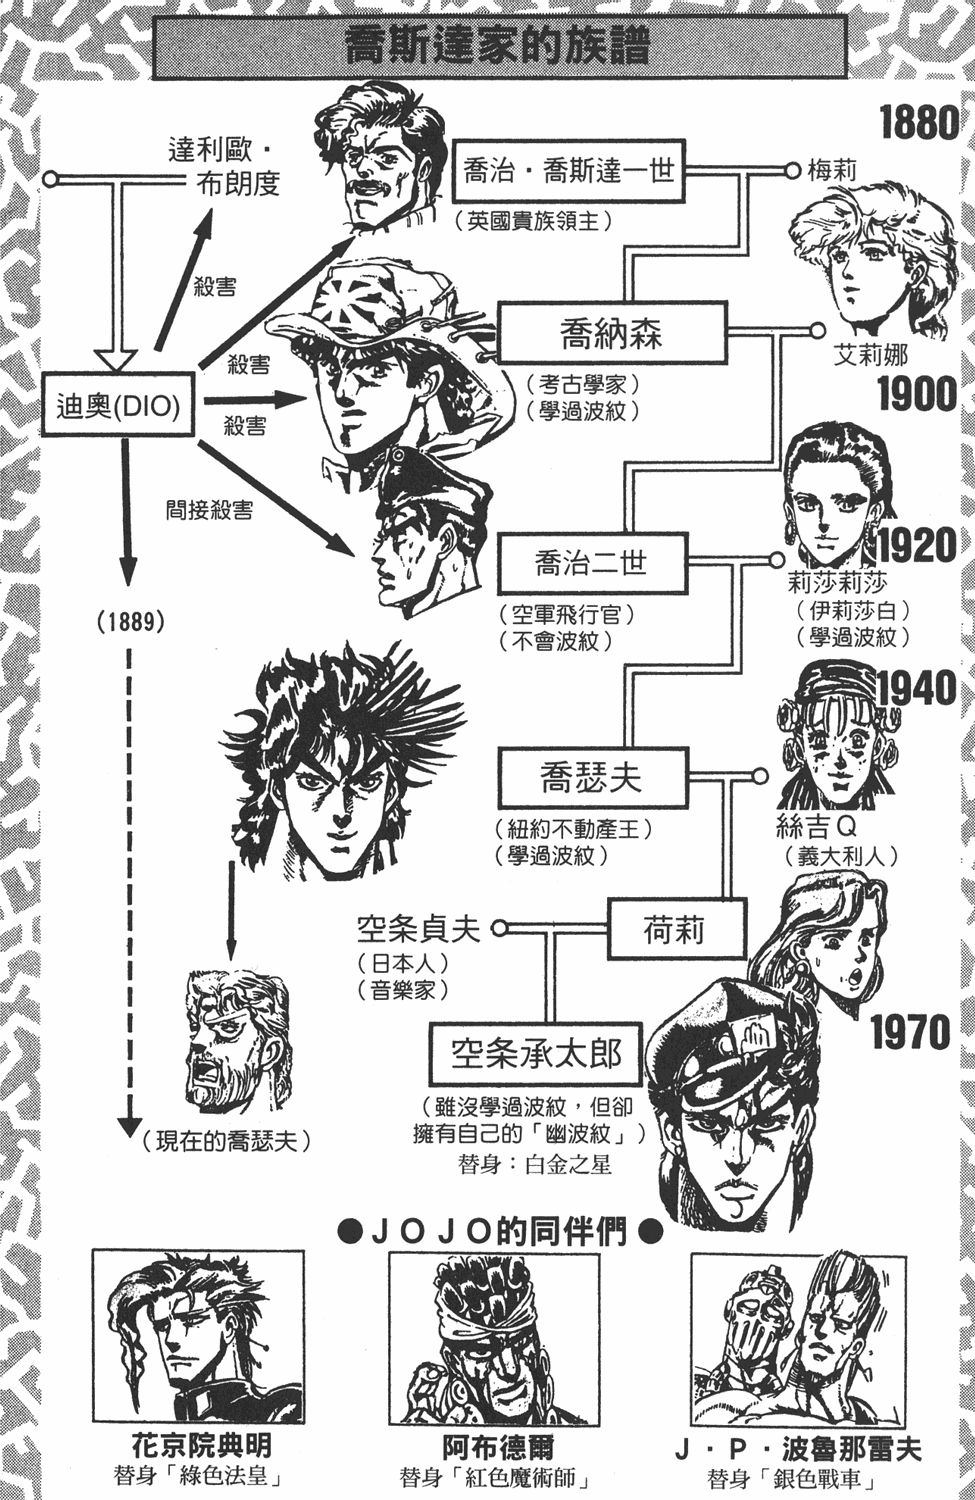 喬斯達家的族譜
1880
達利歐·
布朗度
喬治·喬斯達一世
梅莉
(英國貴族領主)
殺害
殺害
喬納森
艾莉娜
(考古學家)
(學過波紋)
1900
迪奧(DIO)
殺害
間接殺害
喬治二世
1920
莉莎莉莎
(伊莉莎白)
(學過波紋)
(空軍飛行官)
(不會波紋)
(1889)
1940
喬瑟夫
絲吉Q
(義大利人)
(紐約不動產王)
(學過波紋)
空条貞夫
(日本人)
(音樂家)
荷莉
1970
空条承太郎
(雖沒學過波紋，但卻
擁有自己的「幽波紋」)
替身：白金之星
(現在的喬瑟夫)
●JOJO的同伴們●
花京院典明
替身「綠色法皇」
阿布德爾
替身「紅色魔術師」
J·P·波魯那雷夫
替身「銀色戰車」